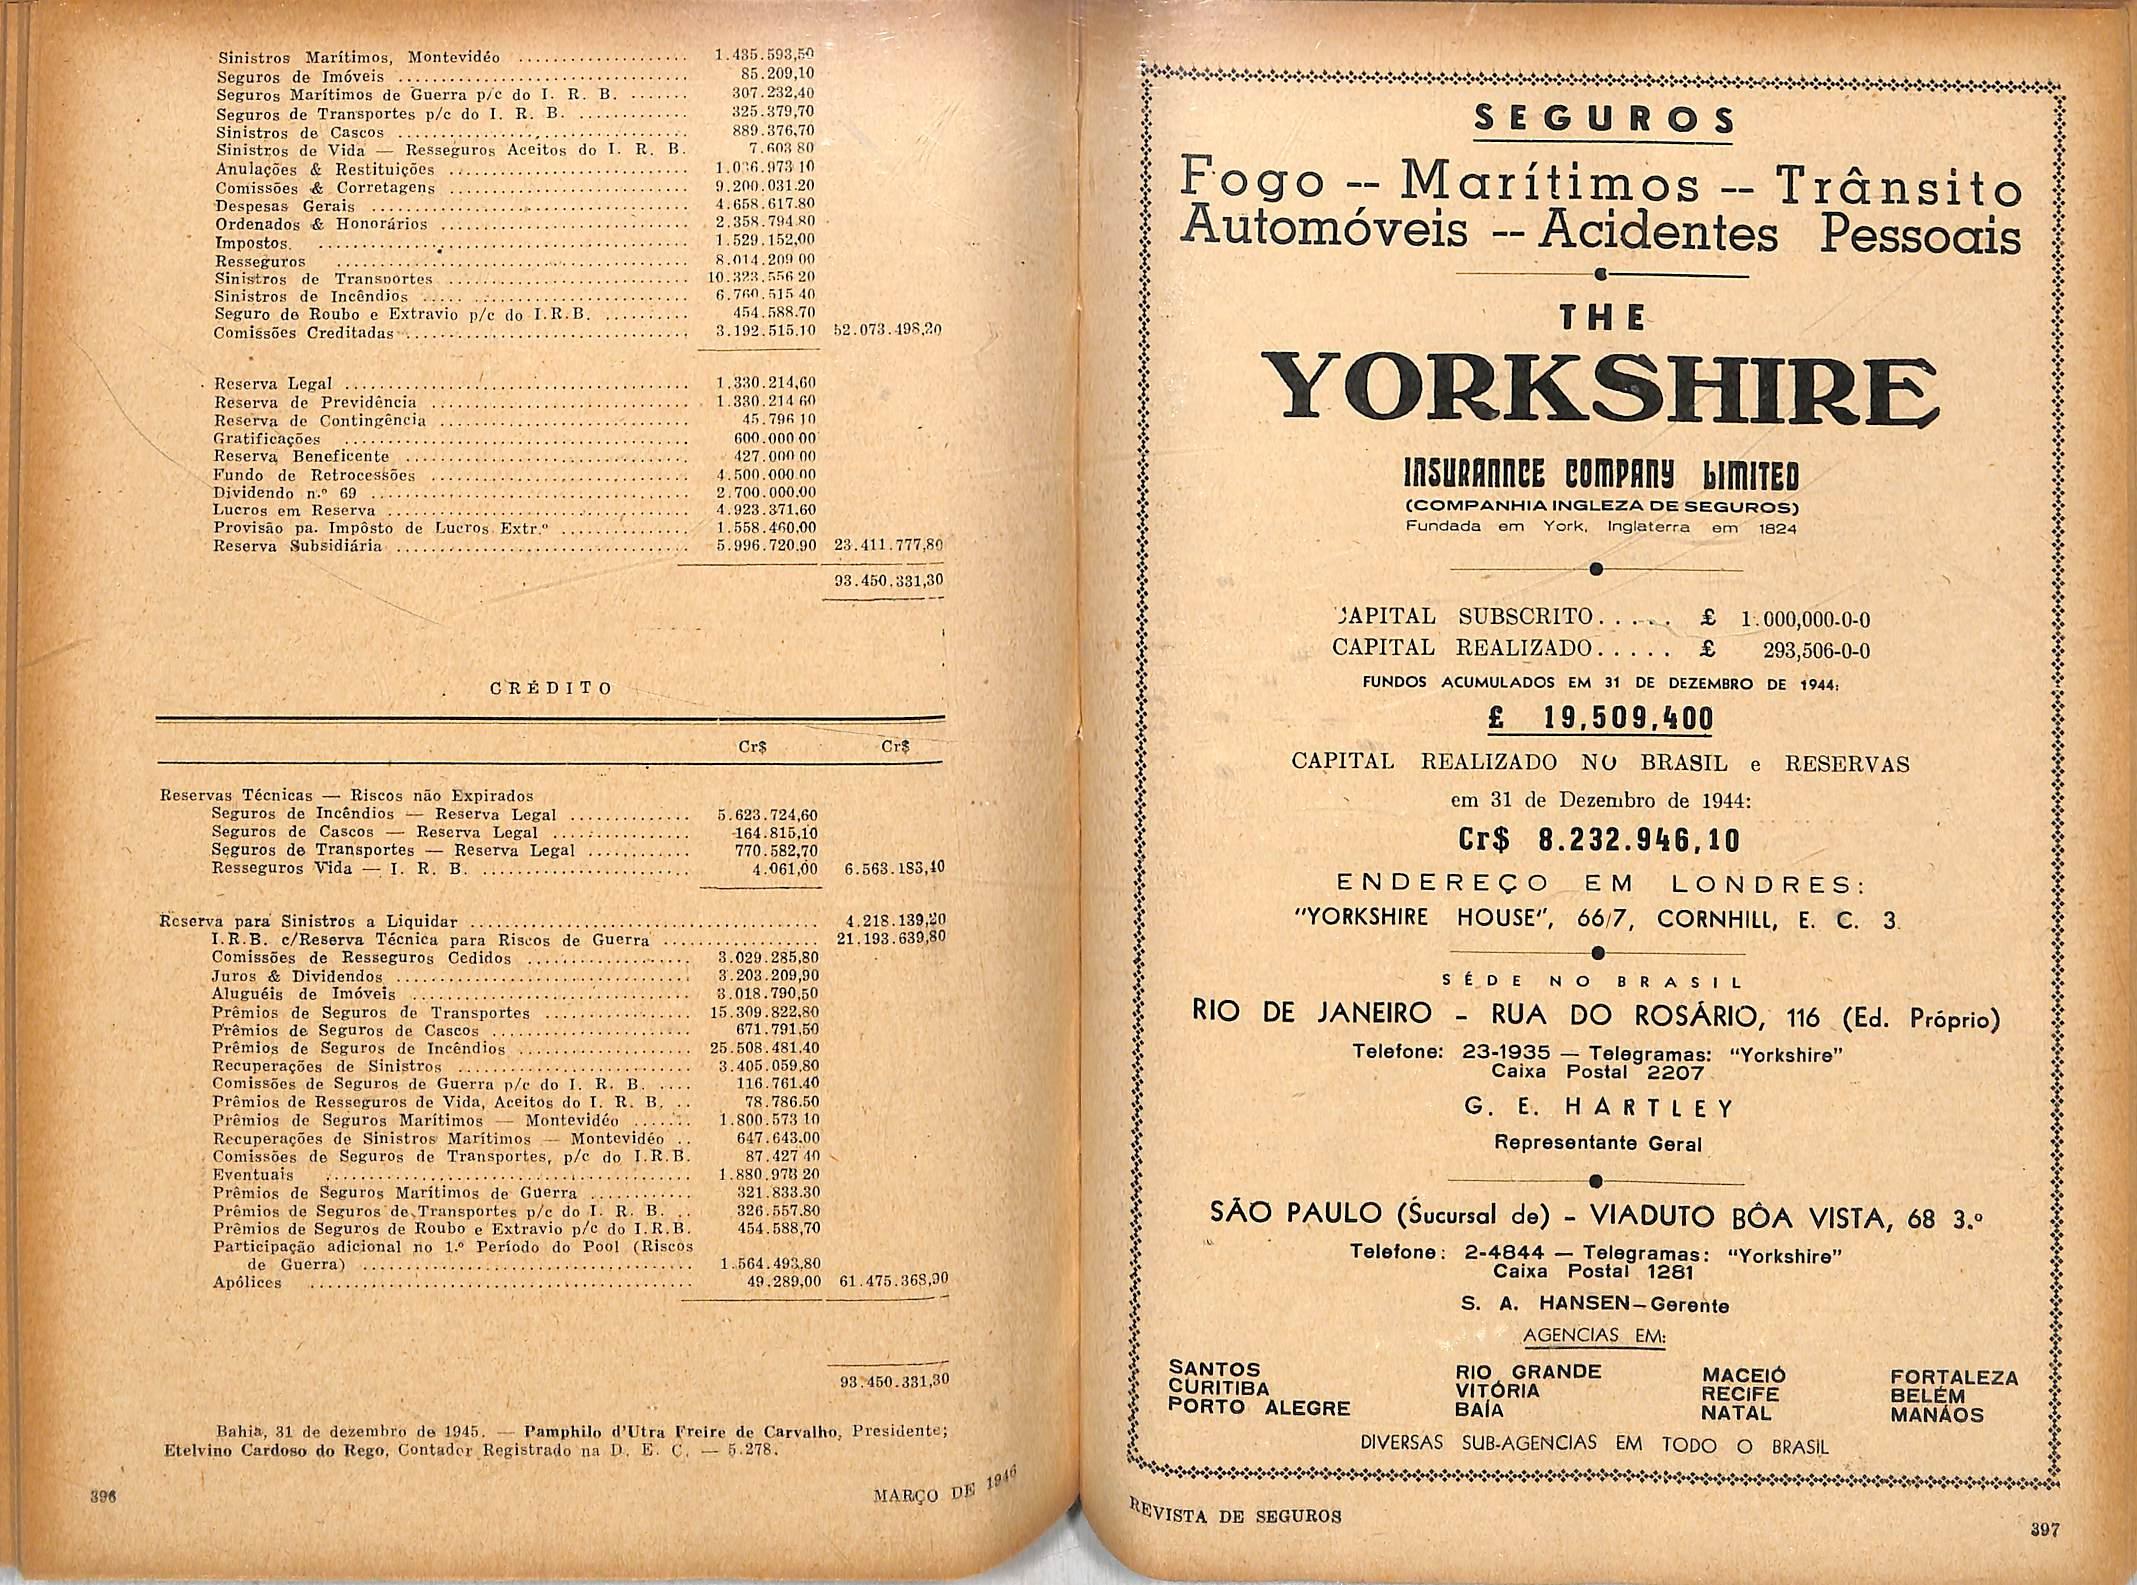 Sinistros Marítimos, Montevidéo .................... 1.435.593,50
Seguros de Imóveis .................... 85.209,10
Seguros Marítimos de Guerra p/c do I. R. B. ....... 307.232,40
Seguros de Transportes p/c do I. R. B. ............. 325.379,70
Sinistros de Cascos .................... 889.376,70
Sinistros de Vida — Resseguros Aceitos do I. R. B. 7.603 80
Anulações & Restituições .................... 1.036.973 10
Comissões & Corretagens .................... 9.200.031.20
Despesas Gerais .................... 4.658.617.80
Ordenados & Honorários .................... 2.358.794.80
Impostos. .................... 1.529.152,00
Resseguros .................... 8.014.209 00
Sinistros de Transportes .................... 10.323.556 20
Sinistros de Incêndios .................... 6.760.515 40
Seguro de Roubo e Extravio p/c do I.R.B. .......... 454.588.70
Comissões Creditadas .................... 3.192.515.10 52.073.498,20
Reserva Legal .................... 1.330.214,60
Reserva de Previdência .................... 1.330.214 60
Reserva de Contingência .................... 45.796 10
Gratificações .................... 600.000 00
Reserva Beneficente .................... 427.000 00
Fundo de Retrocessões .................... 4.500.000.00
Dividendo n.º 69 .................... 2.700.000.00
Lucros em Reserva .................... 4.923.371,60
Provisão pa. Impôsto de Lucros Extr.º ............... 1.558.460,00
Reserva Subsidiária .................... 5.996.720.90 23.411.777,80
93.450.331,30
CRÉDITO
Cr$ Cr$
Reservas Técnicas — Riscos não Expirados
Seguros de Incêndios — Reserva Legal .............. 5.623.724,60
Seguros de Cascos — Reserva Legal ................ 164.815,10
Seguros de Transportes — Reserva Legal ............ 770.582,70
Resseguros Vida — I. R. B. ........................ 4.061,00 6.563.183,40
Reserva para Sinistros a Liquidar .................... 4.218.139,20
I.R.B. c/Reserva Técnica para Riscos de Guerra .................. 21.193.639,80
Comissões de Resseguros Cedidos .................... 3.029.285,80
Juros & Dividendos .................... 3.203.209,90
Aluguéis de Imóveis .................... 3.018.790,50
Prêmios de Seguros de Transportes ................. 15.309.822,80
Prêmios de Seguros de Cascos ....................... 671.791,50
Prêmios de Seguros de Incêndios .................... 25.508.481.40
Recuperações de Sinistros .......................... 3.405.059,80
Comissões de Seguros de Guerra p/c do I. R. B. .... 116.761.40
Prêmios de Resseguros de Vida, Aceitos do I. R. B. .. 78.786.50
Prêmios de Seguros Marítimos — Montevidéo ....... 1.800.573 10
Recuperações de Sinistros Marítimos — Montevidéo .. 647.643.00
Comissões de Seguros de Transportes, p/c do I.R.B. 87.427 40
Eventuais .................... 1.880.978 20
Prêmios de Seguros Marítimos de Guerra ............ 321.833.30
Prêmios de Seguros de Transportes p/c do I. R. B. .. 326.557.80
Prêmios de Seguros de Roubo e Extravio p/c do I.R.B. 454.588,70
Participação adicional no 1.º Período do Pool (Riscos
de Guerra) .................... 1.564.493,80
Apólices .................... 49.289,00 61.475.368,90
93.450.331,30
Bahia, 31 de dezembro de 1945. — Pamphilo d'Utra Freire de Carvalho, Presidente;
Etelvino Cardoso do Rego, Contador Registrado na D. E. C. — 5.278.
396
MARÇO DE 1946
SEGUROS
Fogo -- Marítimos -- Trânsito
Automóveis -- Acidentes Pessoais
THE
YORKSHIRE
INSURANNCE COMPANY LIMITED
(COMPANHIA INGLEZA DE SEGUROS)
Fundada em York, Inglaterra em 1824
CAPITAL SUBSCRITO..... £ 1.000,000-0-0
CAPITAL REALIZADO..... £ 293,506-0-0
FUNDOS ACUMULADOS EM 31 DE DEZEMBRO DE 1944:
£ 19,509,400
CAPITAL REALIZADO NO BRASIL e RESERVAS
em 31 de Dezembro de 1944:
Cr$ 8.232.946,10
ENDEREÇO EM LONDRES:
"YORKSHIRE HOUSE", 66/7, CORNHILL, E. C. 3.
SÉDE NO BRASIL
RIO DE JANEIRO - RUA DO ROSÁRIO, 116 (Ed. Próprio)
Telefone: 23-1935 — Telegramas: "Yorkshire"
Caixa Postal 2207
G. E. HARTLEY
Representante Geral
SÃO PAULO (Sucursal de) - VIADUTO BÔA VISTA, 68 3.º
Telefone: 2-4844 — Telegramas: "Yorkshire"
Caixa Postal 1281
S. A. HANSEN-Gerente
AGENCIAS EM:
SANTOS RIO GRANDE MACEIÓ FORTALEZA
CURITIBA VITÓRIA RECIFE BELÉM
PORTO ALEGRE BAÍA NATAL MANÁOS
DIVERSAS SUB-AGENCIAS EM TODO O BRASIL
REVISTA DE SEGUROS
397